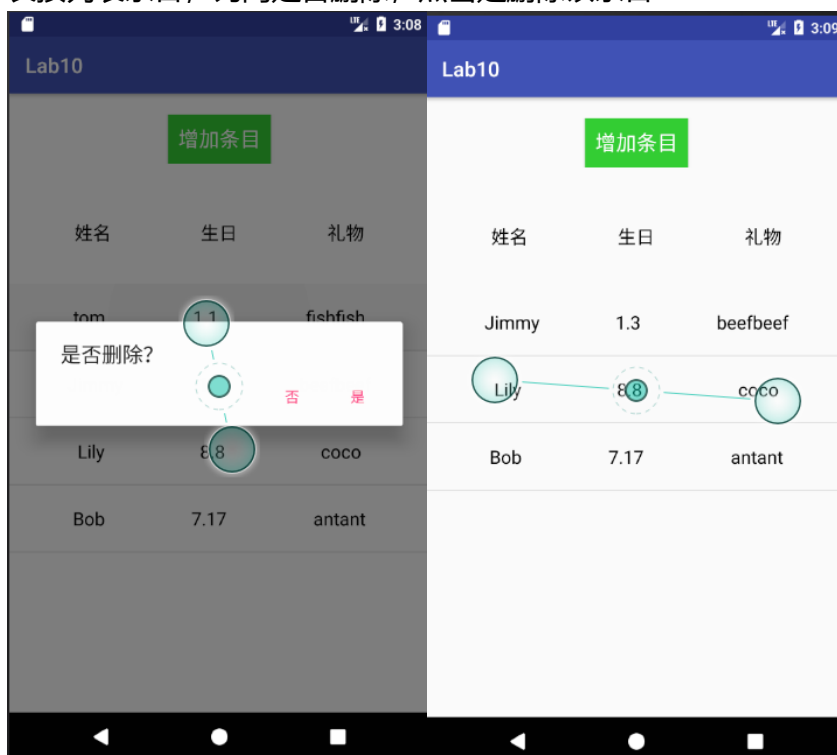 3:08
Lab10
增加条目
姓名 生日 礼物
tom 1.1 fishfish
是否删除?
否 是
Lily 8.8 coco
Bob 7.17 antant
3:09
Lab10
增加条目
姓名 生日 礼物
Jimmy 1.3 beefbeef
Lily 8.8 coco
Bob 7.17 antant